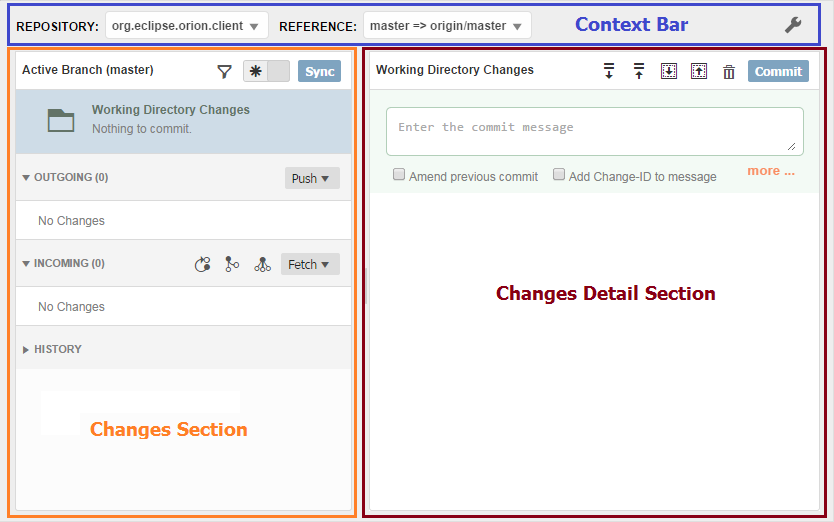 REPOSITORY: org.eclipse.orion.client REFERENCE: master => origin/master Context Bar
Active Branch (master) Sync
Working Directory Changes
Nothing to commit.
OUTGOING (0) Push
No Changes
INCOMING (0) Fetch
No Changes
HISTORY
Changes Section
Working Directory Changes Commit
Enter the commit message
Amend previous commit Add Change-ID to message more ...
Changes Detail Section